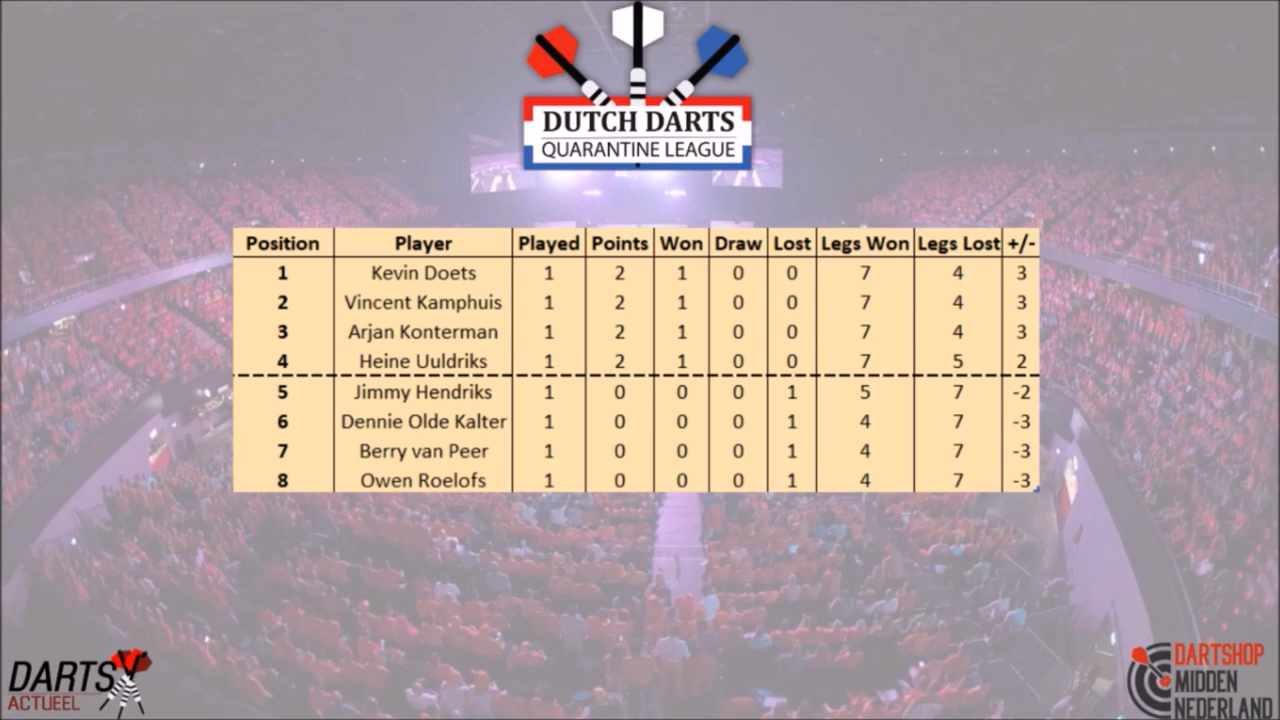 DUTCH DARTS
QUARANTINE LEAGUE
Position Player Played Points Won Draw Lost Legs Won Legs Lost +/-
1 Kevin Doets 1 2 1 0 0 7 4 3
2 Vincent Kamphuis 1 2 1 0 0 7 4 3
3 Arjan Konterman 1 2 1 0 0 7 4 3
4 Heine Uuldriks 1 2 1 0 0 7 5 2
5 Jimmy Hendriks 1 0 0 0 1 5 7 -2
6 Dennie Olde Kalter 1 0 0 0 1 4 7 -3
7 Berry van Peer 1 0 0 0 1 4 7 -3
8 Owen Roelofs 1 0 0 0 1 4 7 -3
DARTS
ACTUEEL
DARTSHOP
MIDDEN
NEDERLAND